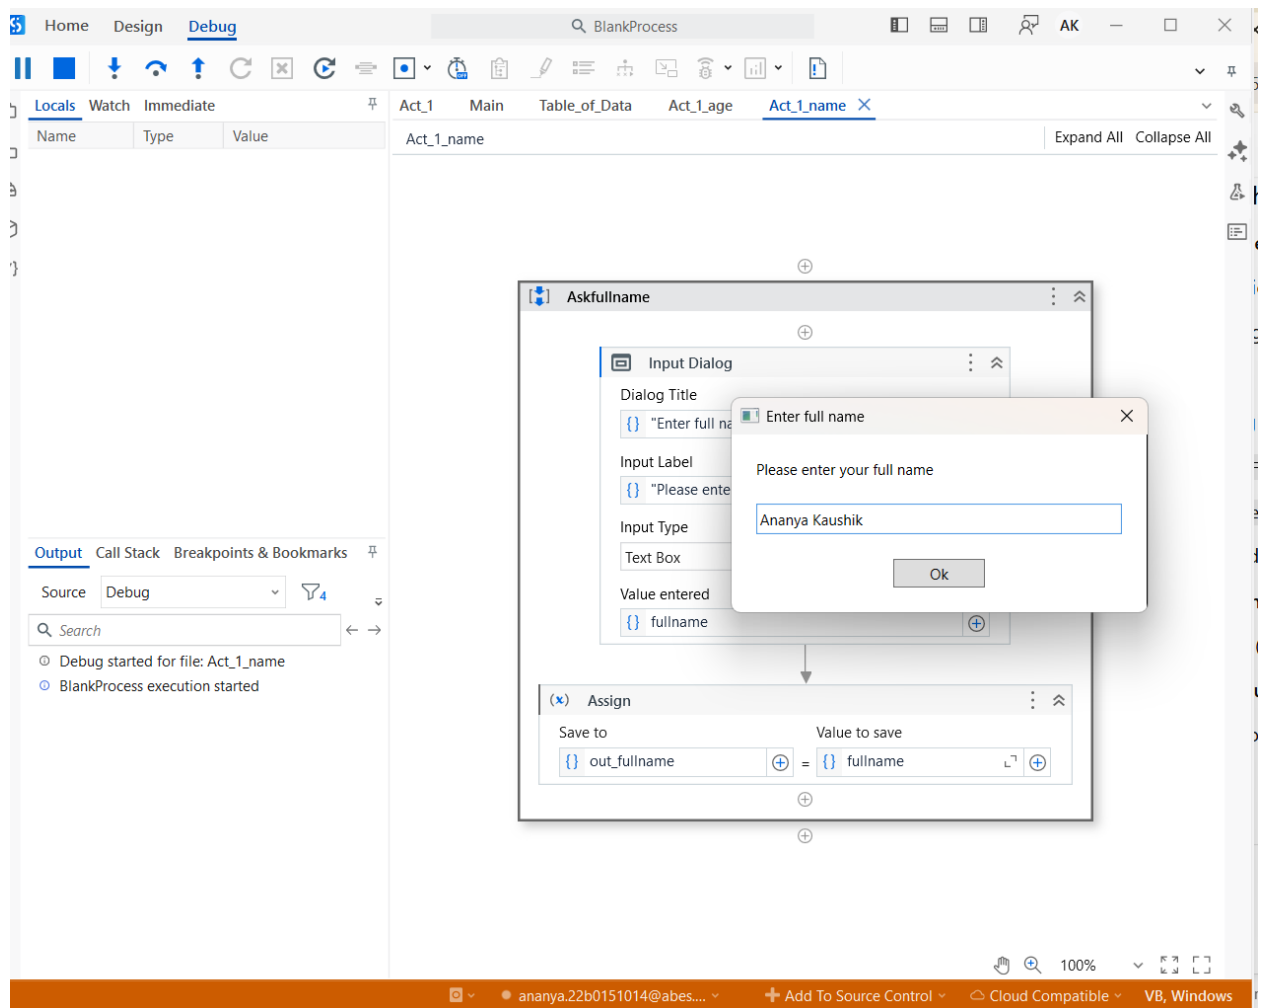 Home Design Debug BlankProcess AK
Locals Watch Immediate
Name Type Value
Act_1 Main Table_of_Data Act_1_age Act_1_name
Act_1_name Expand All Collapse All
Askfullname
Input Dialog
Dialog Title
"Enter full na
Input Label
"Please ente
Input Type
Text Box
Value entered
fullname
Enter full name
Please enter your full name
Ananya Kaushik
Ok
Assign
Save to Value to save
out_fullname = fullname
Output Call Stack Breakpoints & Bookmarks
Source Debug 4
Search
Debug started for file: Act_1_name
BlankProcess execution started
100%
ananya.22b0151014@abes.... Add To Source Control Cloud Compatible VB, Windows